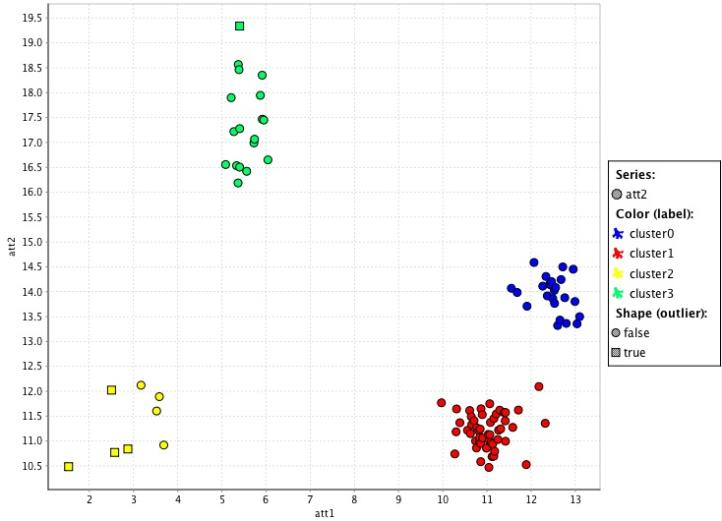 19.5
19.0
18.5
18.0
17.5
17.0
16.5
16.0
15.5
15.0
14.5
14.0
13.5
13.0
12.5
12.0
11.5
11.0
10.5
att2
2 3 4 5 6 7 8 9 10 11 12 13
att1
Series:
att2
Color (label):
cluster0
cluster1
cluster2
cluster3
Shape (outlier):
false
true